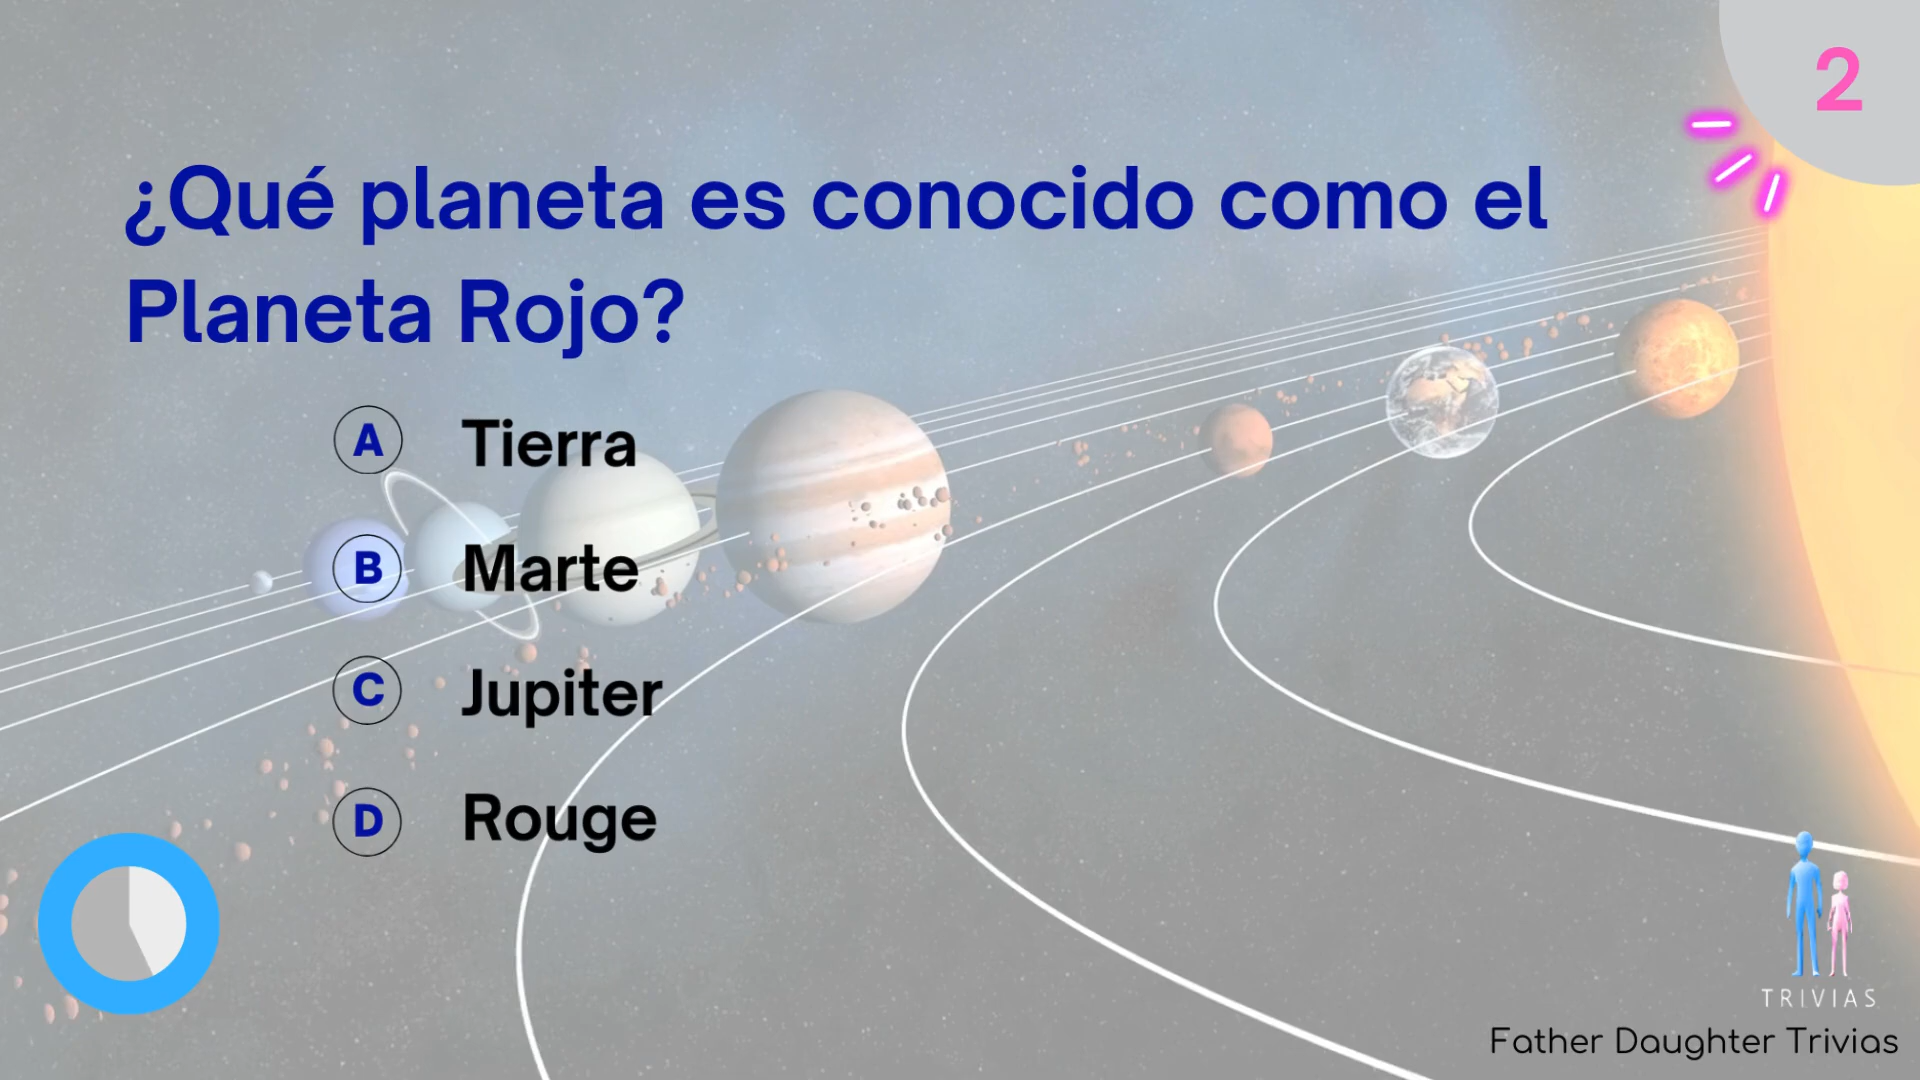 2
¿Qué planeta es conocido como el
Planeta Rojo?
A Tierra
B Marte
C Jupiter
D Rouge
TRIVIAS
Father Daughter Trivias